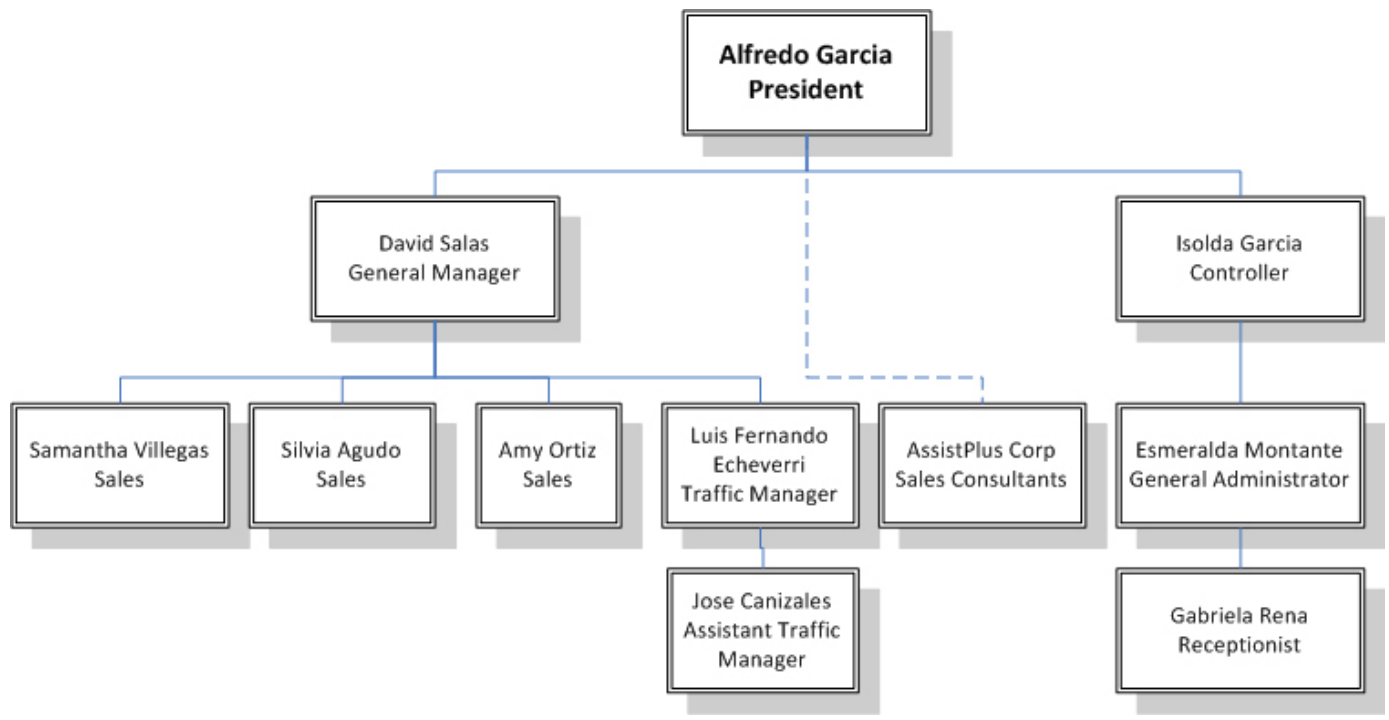 Alfredo Garcia
President
David Salas
General Manager
Isolda Garcia
Controller
Samantha Villegas
Sales
Silvia Agudo
Sales
Amy Ortiz
Sales
Luis Fernando
Echeverri
Traffic Manager
AssistPlus Corp
Sales Consultants
Esmeralda Montante
General Administrator
Jose Canizales
Assistant Traffic
Manager
Gabriela Rena
Receptionist